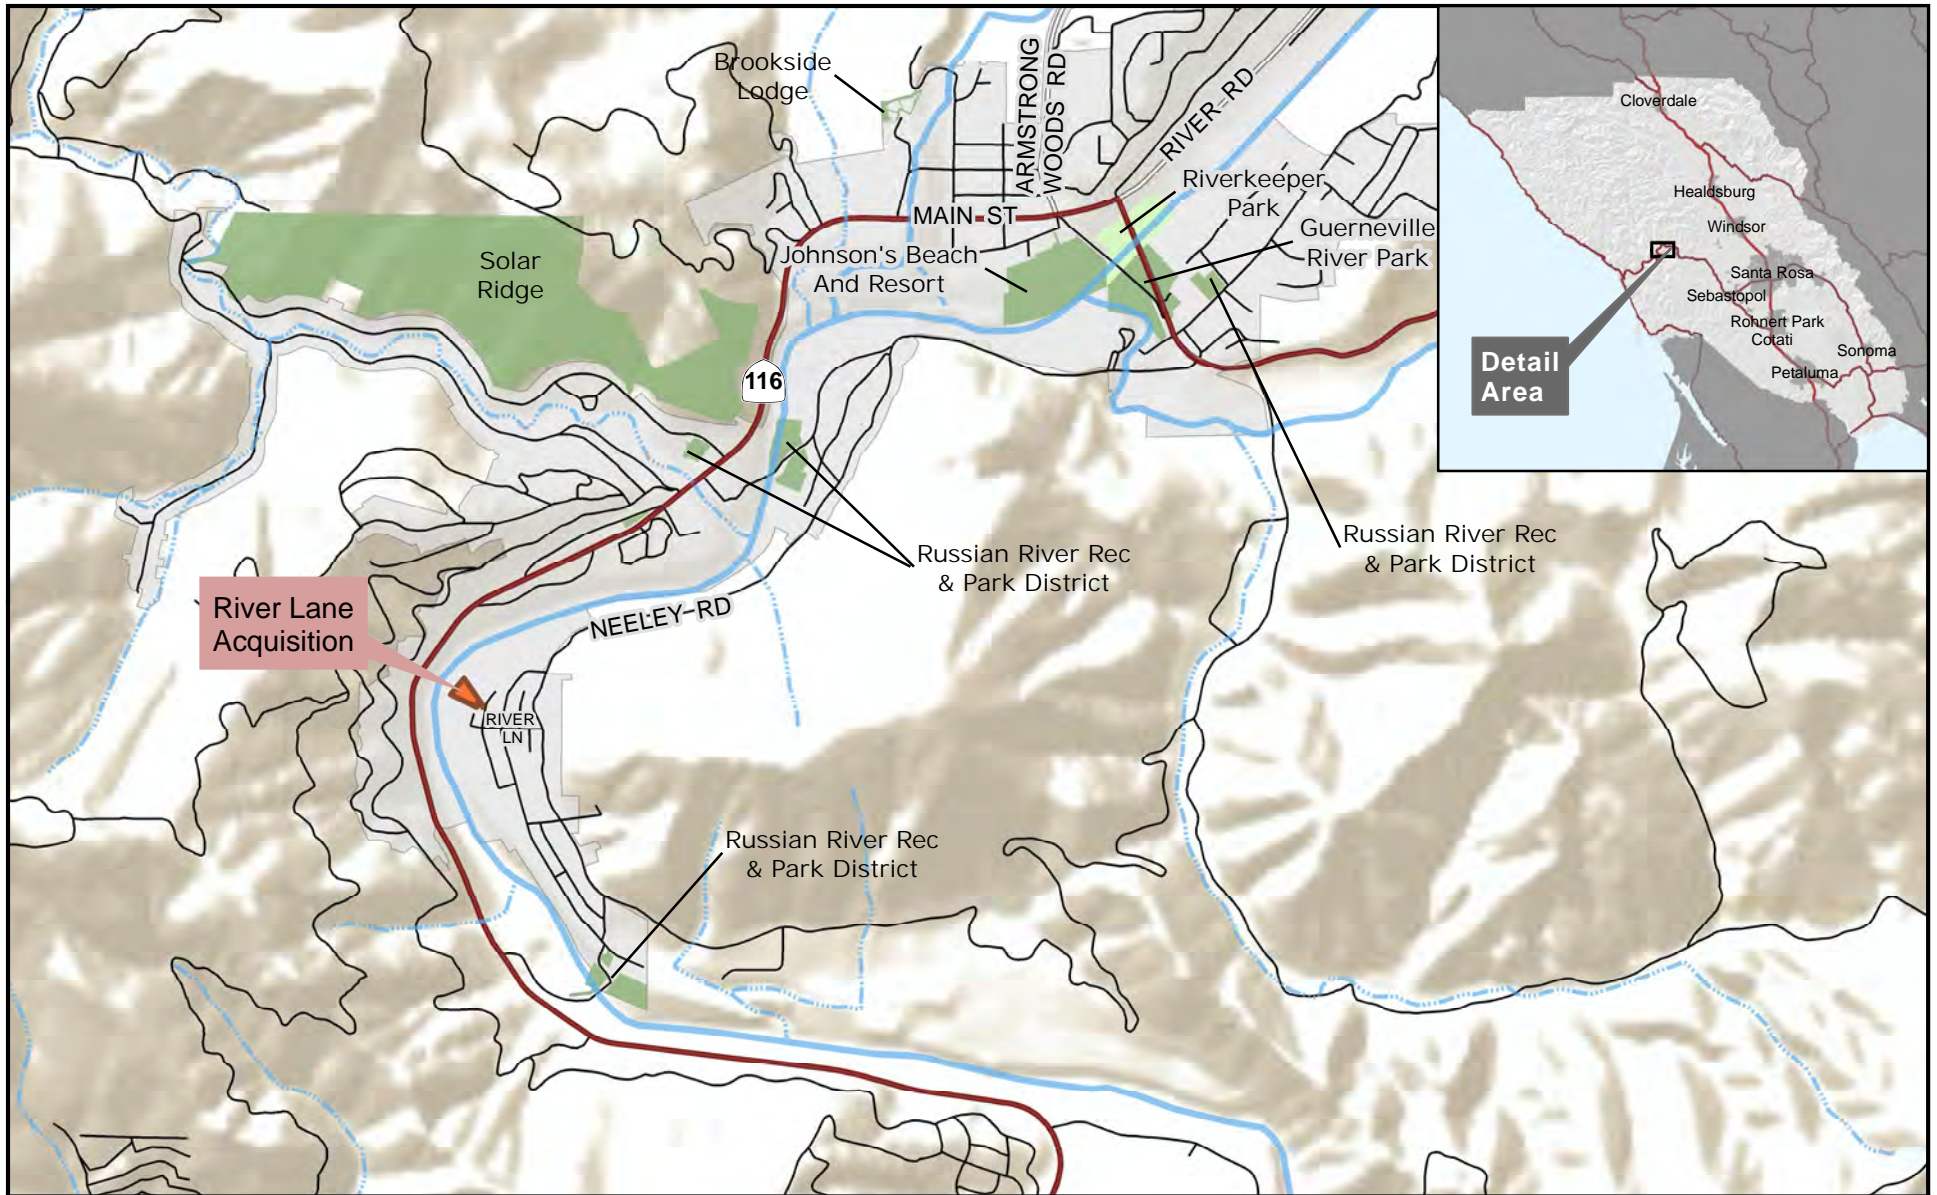 Brookside
Lodge
ARMSTRONG
WOODS RD
RIVER RD
Riverkeeper
Park
MAIN ST
Guerneville
River Park
Johnson's Beach
And Resort
Solar
Ridge
116
Russian River Rec
& Park District
Russian River Rec
& Park District
NEELEY RD
River Lane
Acquisition
RIVER
LN
Russian River Rec
& Park District
Cloverdale
Healdsburg
Windsor
Santa Rosa
Sebastopol
Rohnert Park
Cotati
Sonoma
Petaluma
Detail
Area